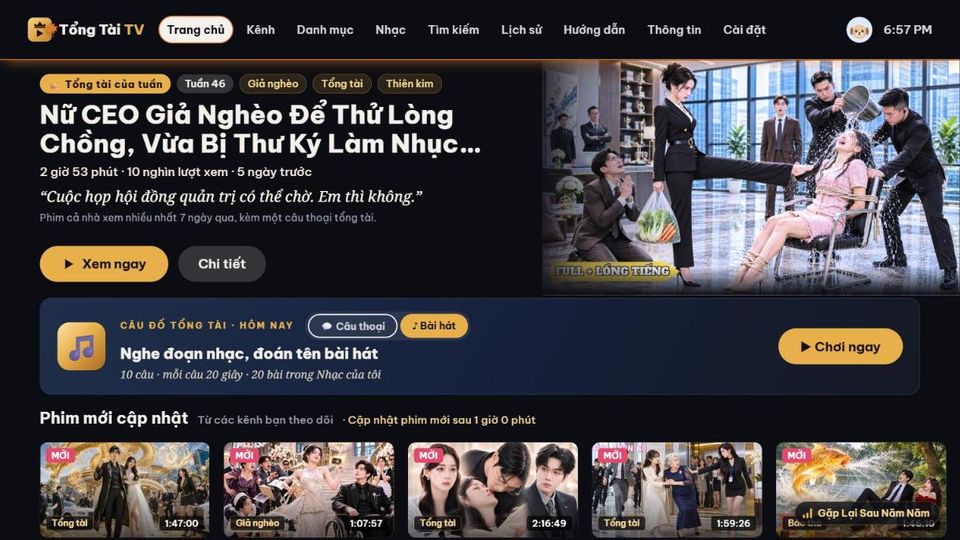 Tổng Tài TV
Trang chủ
Kênh
Danh mục
Nhạc
Tìm kiếm
Lịch sử
Hướng dẫn
Thông tin
Cài đặt
6:57 PM
Tổng tài của tuần
Tuần 46
Giả nghèo
Tổng tài
Thiên kim
Nữ CEO Giả Nghèo Để Thử Lòng
Chồng, Vừa Bị Thư Ký Làm Nhục...
2 giờ 53 phút · 10 nghìn lượt xem · 5 ngày trước
“Cuộc họp hội đồng quản trị có thể chờ. Em thì không.”
Phim cả nhà xem nhiều nhất 7 ngày qua, kèm một câu thoại tổng tài.
Xem ngay
Chi tiết
FULL + LỒNG TIẾNG
CÂU ĐỐ TỔNG TÀI · HÔM NAY
Câu thoại
Bài hát
Nghe đoạn nhạc, đoán tên bài hát
10 câu · mỗi câu 20 giây · 20 bài trong Nhạc của tôi
Chơi ngay
Phim mới cập nhật
Từ các kênh bạn theo dõi
· Cập nhật phim mới sau 1 giờ 0 phút
MỚI
Tổng tài
1:47:00
MỚI
Giả nghèo
1:07:57
MỚI
Tổng tài
2:16:49
MỚI
Tổng tài
1:59:26
MỚI
Gặp Lại Sau Năm Năm